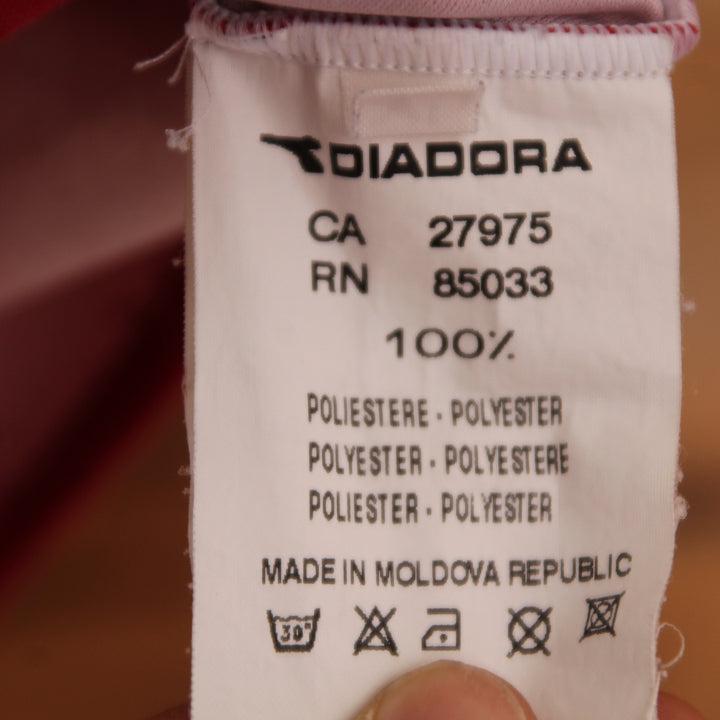 DIADORA
CA 27975
RN 85033
100%
POLIESTERE - POLYESTER
POLYESTER - POLYESTERE
POLIESTER - POLYESTER
MADE IN MOLDOVA REPUBLIC
30°